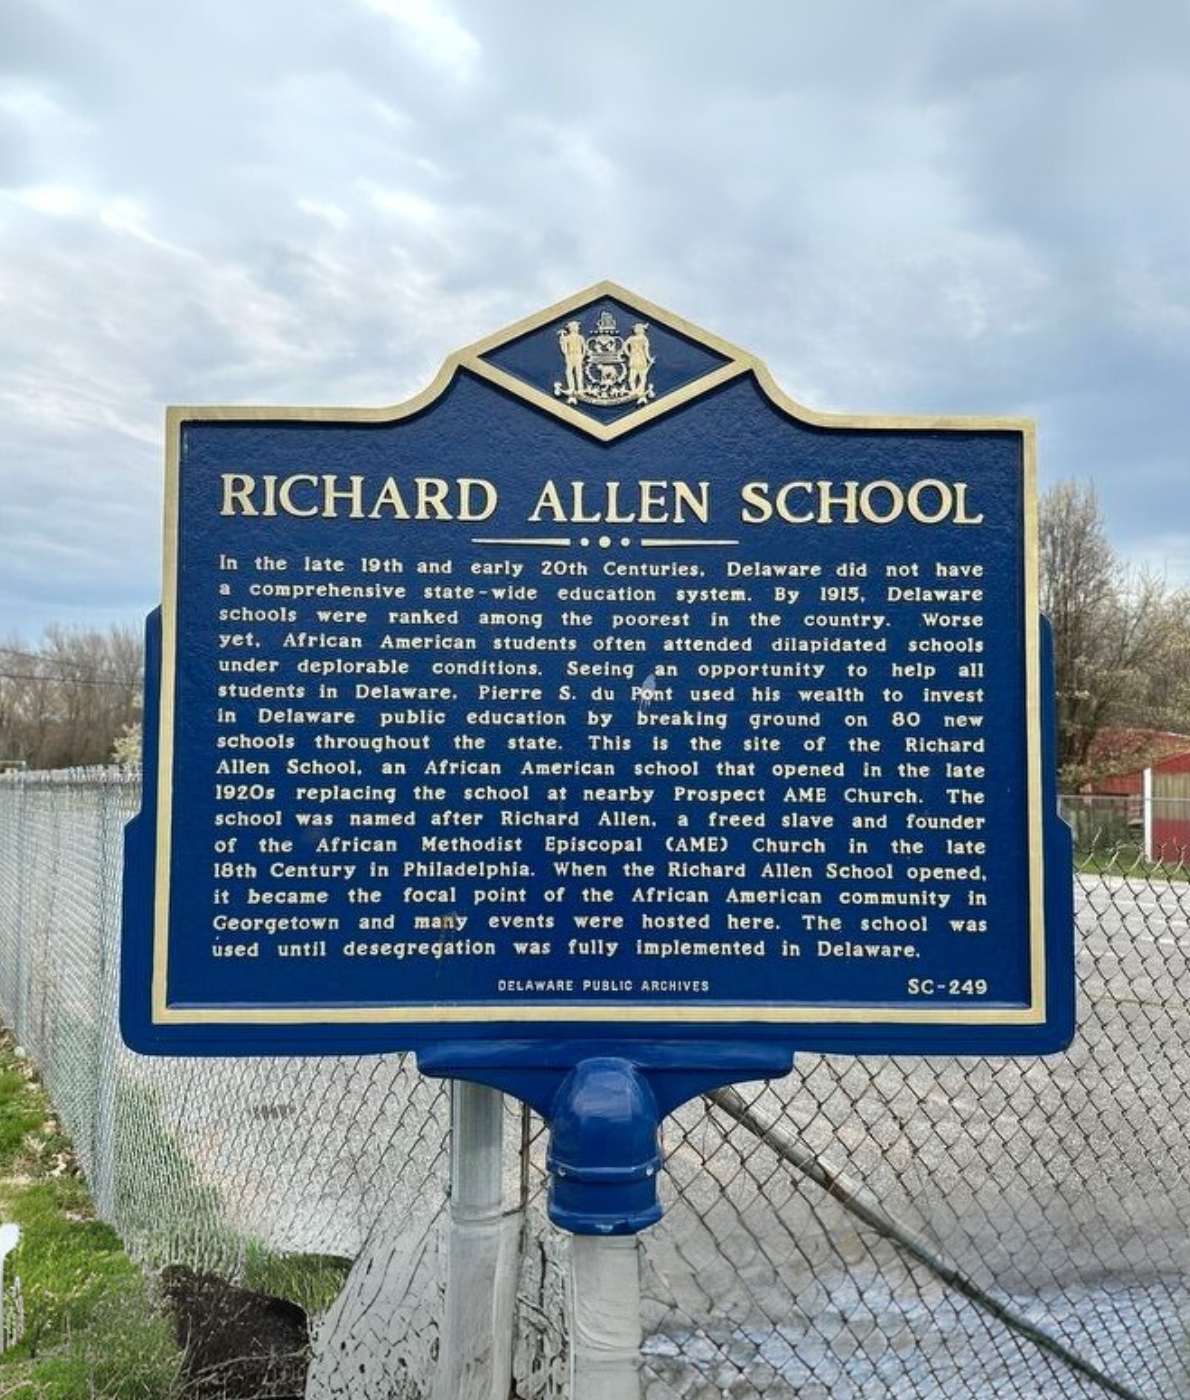 RICHARD ALLEN SCHOOL
In the late 19th and early 20th Centuries, Delaware did not have
a comprehensive state-wide education system. By 1915, Delaware
schools were ranked among the poorest in the country. Worse
yet, African American students often attended dilapidated schools
under deplorable conditions. Seeing an opportunity to help all
students in Delaware, Pierre S. du Pont used his wealth to invest
in Delaware public education by breaking ground on 80 new
schools throughout the state. This is the site of the Richard
Allen School, an African American school that opened in the late
1920s replacing the school at nearby Prospect AME Church. The
school was named after Richard Allen, a freed slave and founder
of the African Methodist Episcopal (AME) Church in the late
18th Century in Philadelphia. When the Richard Allen School opened,
it became the focal point of the African American community in
Georgetown and many events were hosted here. The school was
used until desegregation was fully implemented in Delaware.
DELAWARE PUBLIC ARCHIVES SC-249